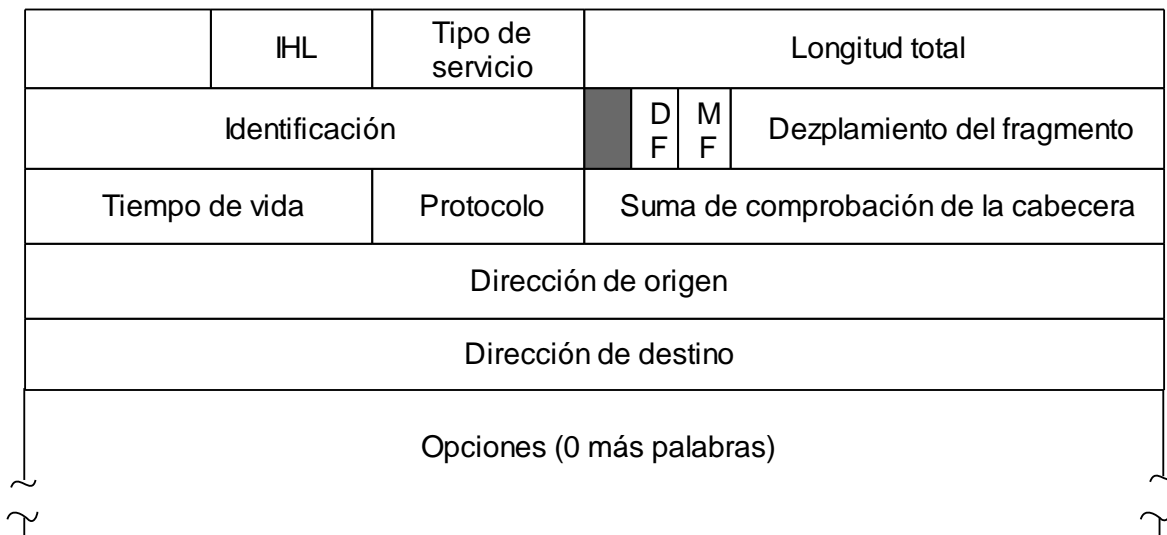 IHL
Tipo de
servicio
Longitud total
Identificación
D
F
M
F
Dezplamiento del fragmento
Tiempo de vida
Protocolo
Suma de comprobación de la cabecera
Dirección de origen
Dirección de destino
Opciones (0 más palabras)